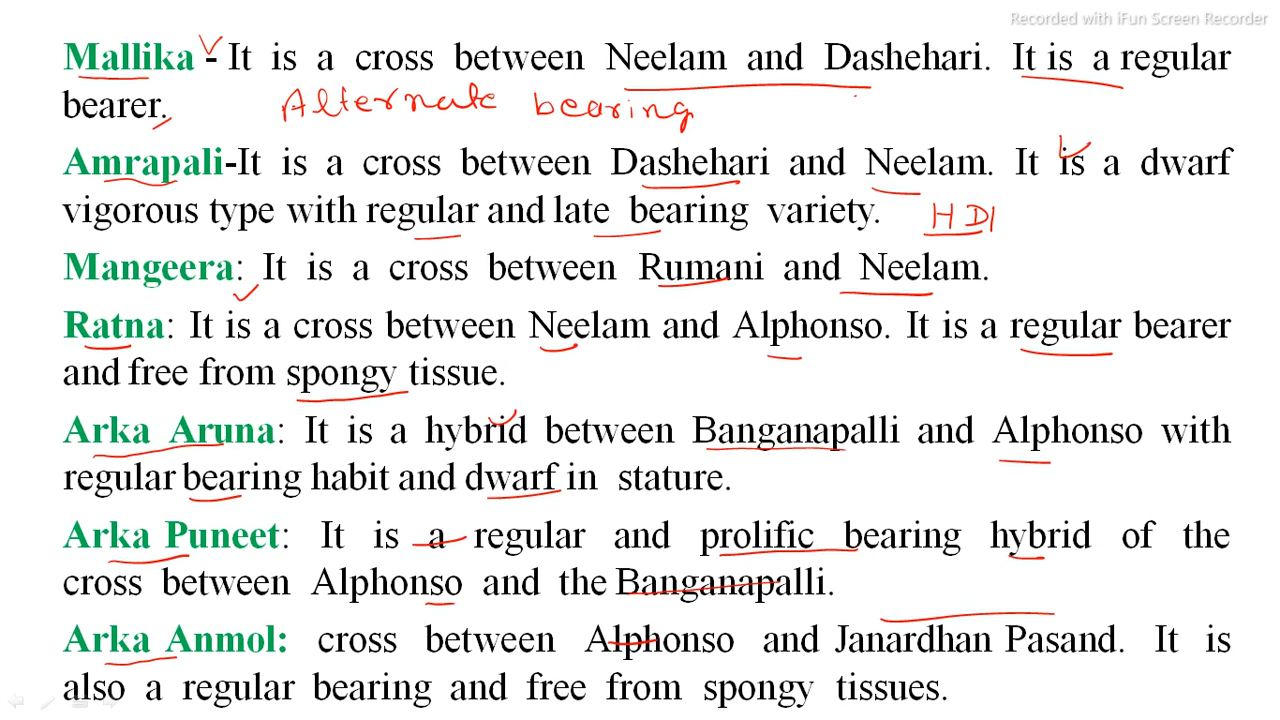 Recorded with iFun Screen Recorder
Mallika - It is a cross between Neelam and Dashehari. It is a regular
bearer. Alternate bearing
Amrapali-It is a cross between Dashehari and Neelam. It is a dwarf
vigorous type with regular and late bearing variety. HDP
Mangeera: It is a cross between Rumani and Neelam.
Ratna: It is a cross between Neelam and Alphonso. It is a regular bearer
and free from spongy tissue.
Arka Aruna: It is a hybrid between Banganapalli and Alphonso with
regular bearing habit and dwarf in stature.
Arka Puneet: It is a regular and prolific bearing hybrid of the
cross between Alphonso and the Banganapalli.
Arka Anmol: cross between Alphonso and Janardhan Pasand. It is
also a regular bearing and free from spongy tissues.